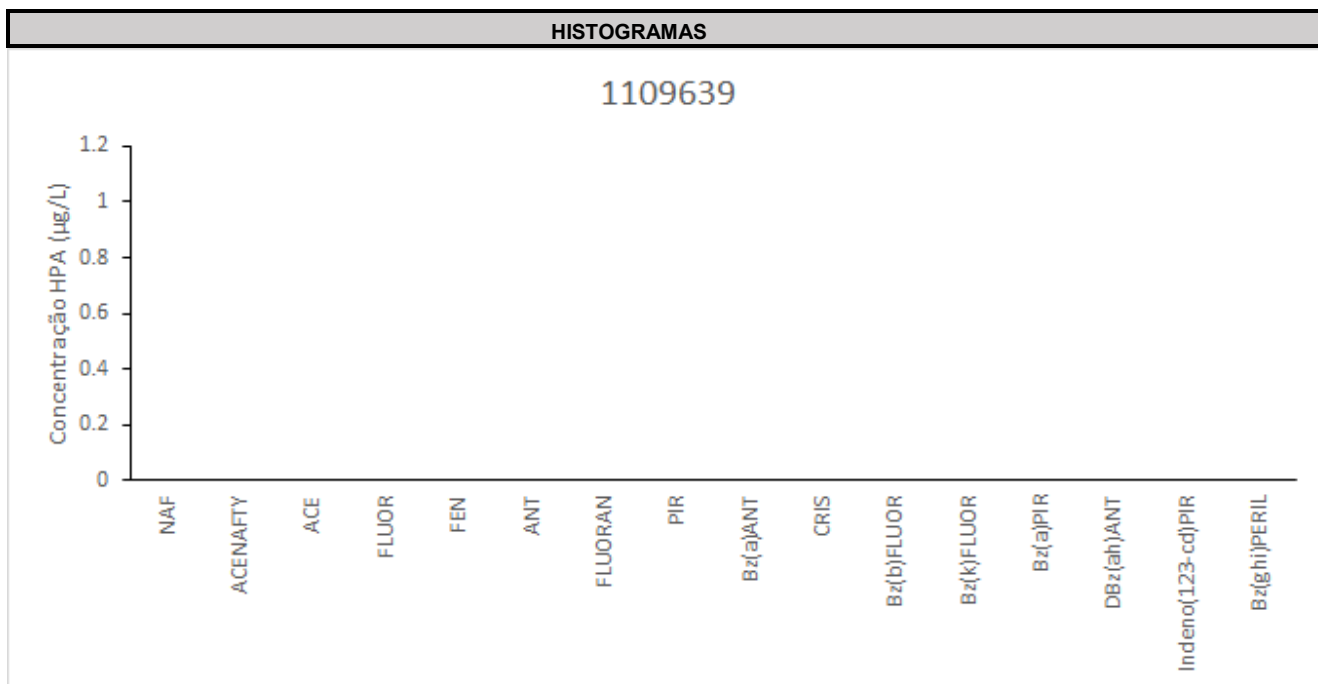 HISTOGRAMAS
1109639
Concentração HPA (µg/L)
1.2
1
0.8
0.6
0.4
0.2
0
NAF
ACENAFTY
ACE
FLUOR
FEN
ANT
FLUORAN
PIR
Bz(a)ANT
CRIS
Bz(b)FLUOR
Bz(k)FLUOR
Bz(a)PIR
DBz(ah)ANT
Indeno(123-cd)PIR
Bz(ghi)PERIL